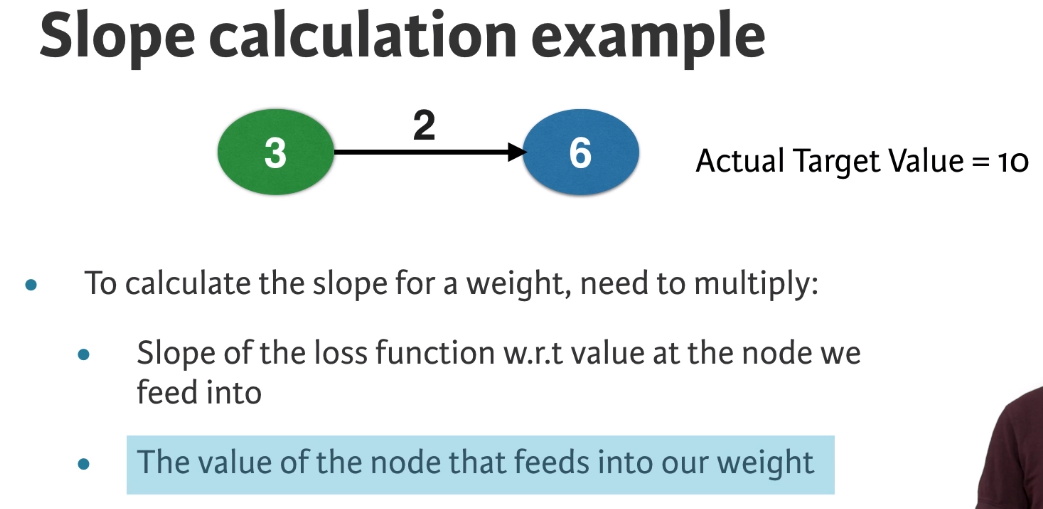 Slope calculation example
2
3
6
Actual Target Value = 10
• To calculate the slope for a weight, need to multiply:
• Slope of the loss function w.r.t value at the node we
feed into
• The value of the node that feeds into our weight